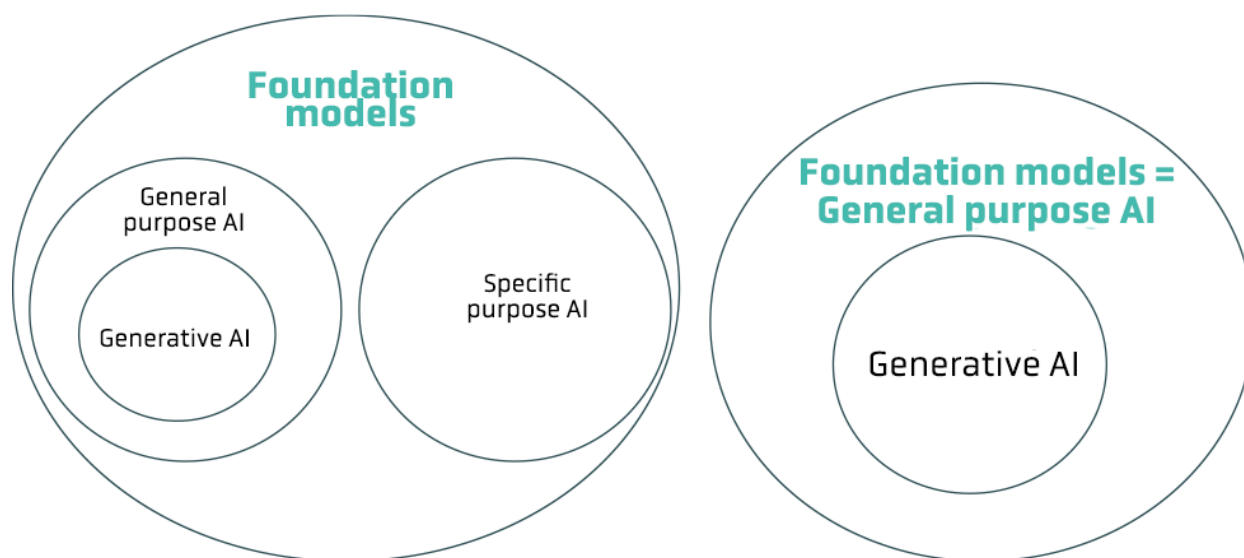 Foundation
models
General
purpose AI
Generative AI
Specific
purpose AI
Foundation models =
General purpose AI
Generative AI